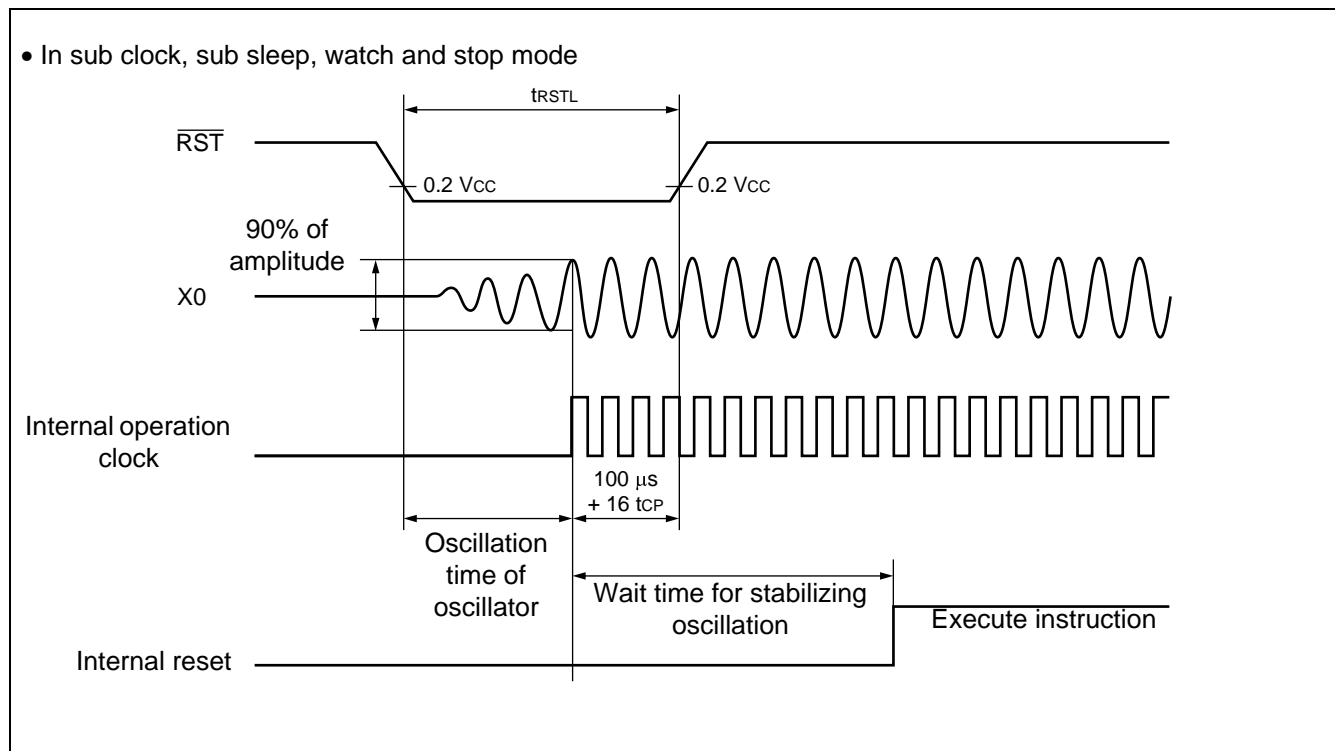 • In sub clock, sub sleep, watch and stop mode
tRSTL
RST
0.2 VCC
0.2 VCC
90% of
amplitude
X0
Internal operation
clock
100 μs
+ 16 tCP
Oscillation
time of
oscillator
Wait time for stabilizing
oscillation
Execute instruction
Internal reset